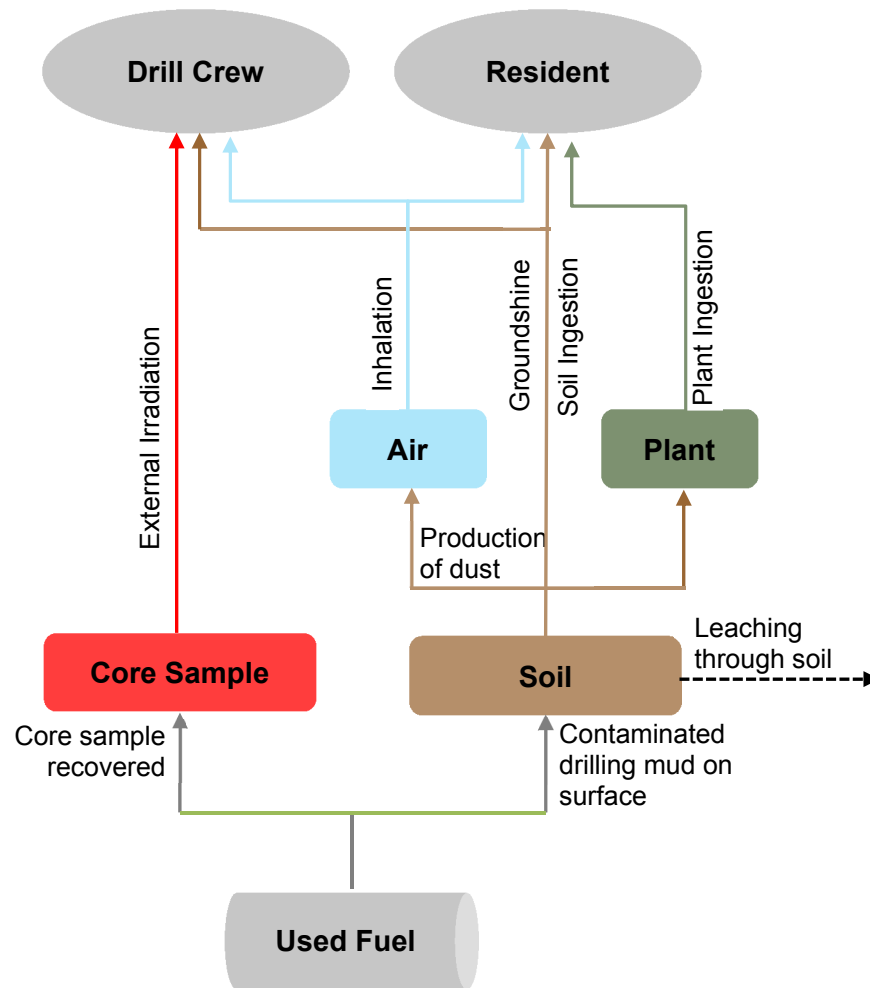 Drill Crew
Resident
External Irradiation
Inhalation
Groundshine
Soil Ingestion
Plant Ingestion
Air
Plant
Production
of dust
Core Sample
Soil
Leaching
through soil
Core sample
recovered
Contaminated
drilling mud on
surface
Used Fuel